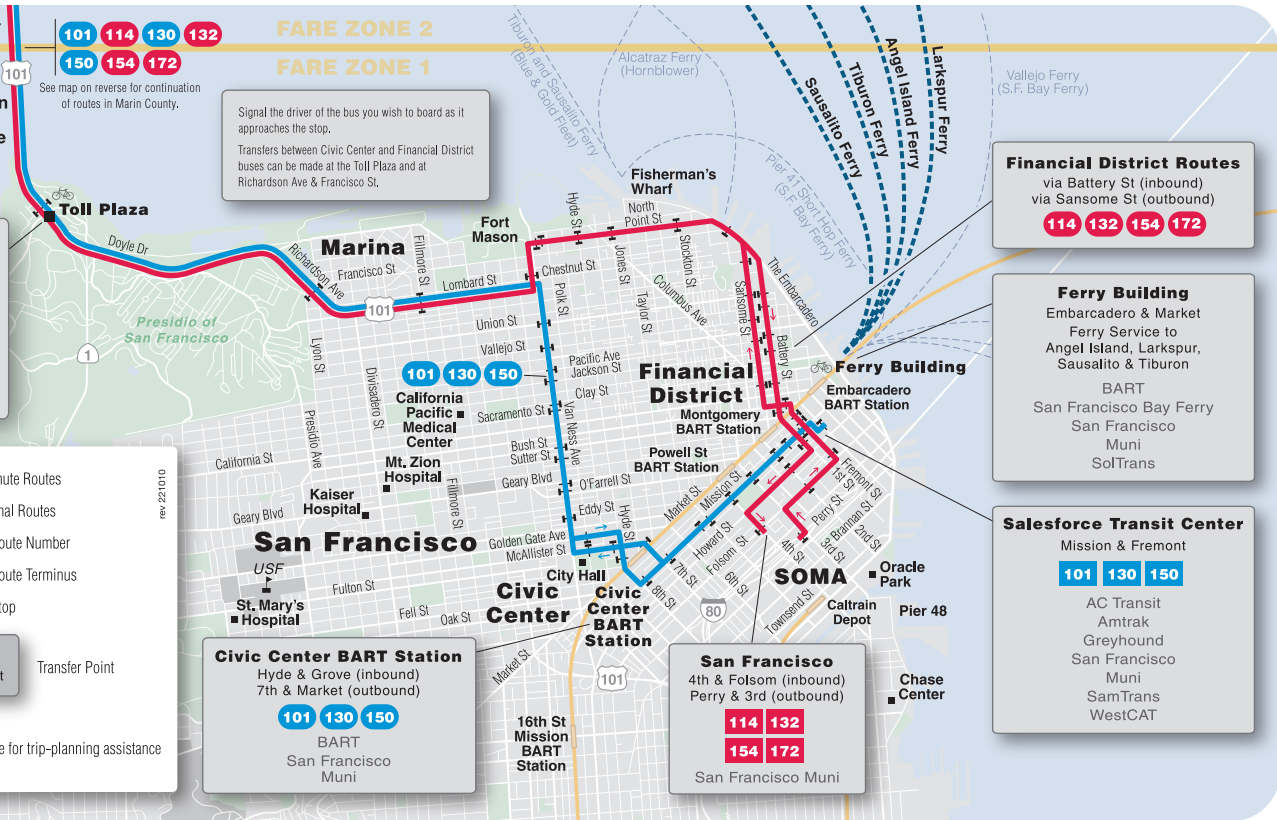 101 114 130 132
150 154 172
See map on reverse for continuation
of routes in Marin County.
101
FARE ZONE 2
FARE ZONE 1
Signal the driver of the bus you wish to board as it
approaches the stop.
Transfers between Civic Center and Financial District
buses can be made at the Toll Plaza and at
Richardson Ave & Francisco St.
Tiburon and Sausalito Ferry
(Blue & Gold Fleet)
Alcatraz Ferry
(Hornblower)
Sausalito Ferry
Tiburon Ferry
Angel Island Ferry
Larkspur Ferry
Vallejo Ferry
(S.F. Bay Ferry)
Pier 41 Short Hop Ferry
(S.F. Bay Ferry)
Financial District Routes
via Battery St (inbound)
via Sansome St (outbound)
114 132 154 172
Ferry Building
Embarcadero & Market
Ferry Service to
Angel Island, Larkspur,
Sausalito & Tiburon
BART
San Francisco Bay Ferry
San Francisco
Muni
SolTrans
Salesforce Transit Center
Mission & Fremont
101 130 150
AC Transit
Amtrak
Greyhound
San Francisco
Muni
SamTrans
WestCAT
Toll Plaza
Doyle Dr
Richardson Ave
Marina
Francisco St
Fillmore St
Lombard St
101
Fort
Mason
Fisherman's
Wharf
Hyde St
North
Point St
Jones St
Stockton St
Chestnut St
Polk St
Taylor St
Columbus Ave
Sansome St
The Embarcadero
Battery St
Presidio of
San Francisco
1
Lyon St
Divisadero St
Presidio Ave
Union St
Vallejo St
Pacific Ave
Jackson St
Clay St
101 130 150
California
Pacific
Medical
Center
Sacramento St
Van Ness Ave
Bush St
Sutter St
California St
Mt. Zion
Hospital
Geary Blvd
O'Farrell St
Kaiser
Hospital
Fillmore St
Eddy St
Geary Blvd
Hyde St
San Francisco
Golden Gate Ave
McAllister St
USF
City Hall
Fulton St
St. Mary's
Hospital
Fell St
Oak St
Civic
Center
Civic
Center
BART
Station
Financial
District
Ferry Building
Embarcadero
BART Station
Montgomery
BART Station
Powell St
BART Station
Market St
Mission St
Howard St
Folsom St
8th St
7th St
6th St
4th St
3rd St
2nd St
1st St
Fremont St
Perry St
Brannan St
Townsend St
80
SOMA
Oracle
Park
Caltrain
Depot
Pier 48
Chase
Center
Market St
101
16th St
Mission
BART
Station
Civic Center BART Station
Hyde & Grove (inbound)
7th & Market (outbound)
101 130 150
BART
San Francisco
Muni
San Francisco
4th & Folsom (inbound)
Perry & 3rd (outbound)
114 132
154 172
San Francisco Muni
Routes
Routes
Route Number
Route Terminus
Transfer Point
for trip-planning assistance
rev 221010